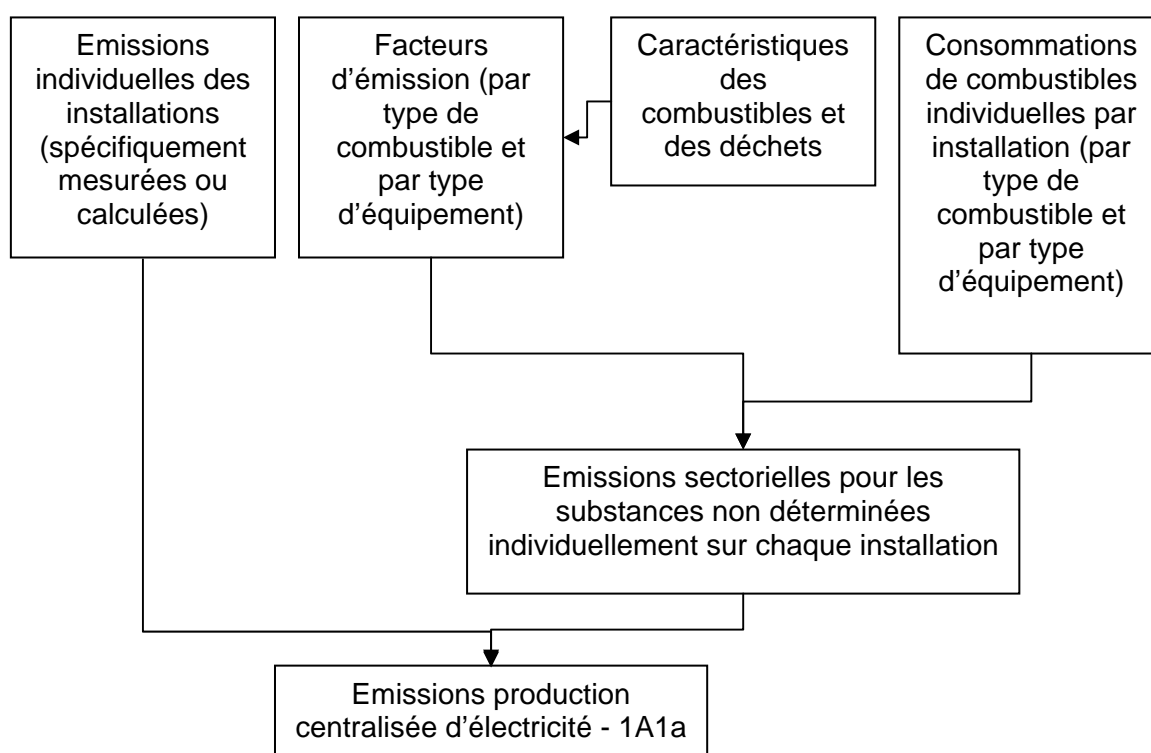 Emissions
individuelles des
installations
(spécifiquement
mesurées ou
calculées)
Facteurs
d’émission (par
type de
combustible et
par type
d’équipement)
Caractéristiques
des
combustibles et
des déchets
Consommations
de combustibles
individuelles par
installation (par
type de
combustible et
par type
d’équipement)
Emissions sectorielles pour les
substances non déterminées
individuellement sur chaque installation
Emissions production
centralisée d’électricité - 1A1a